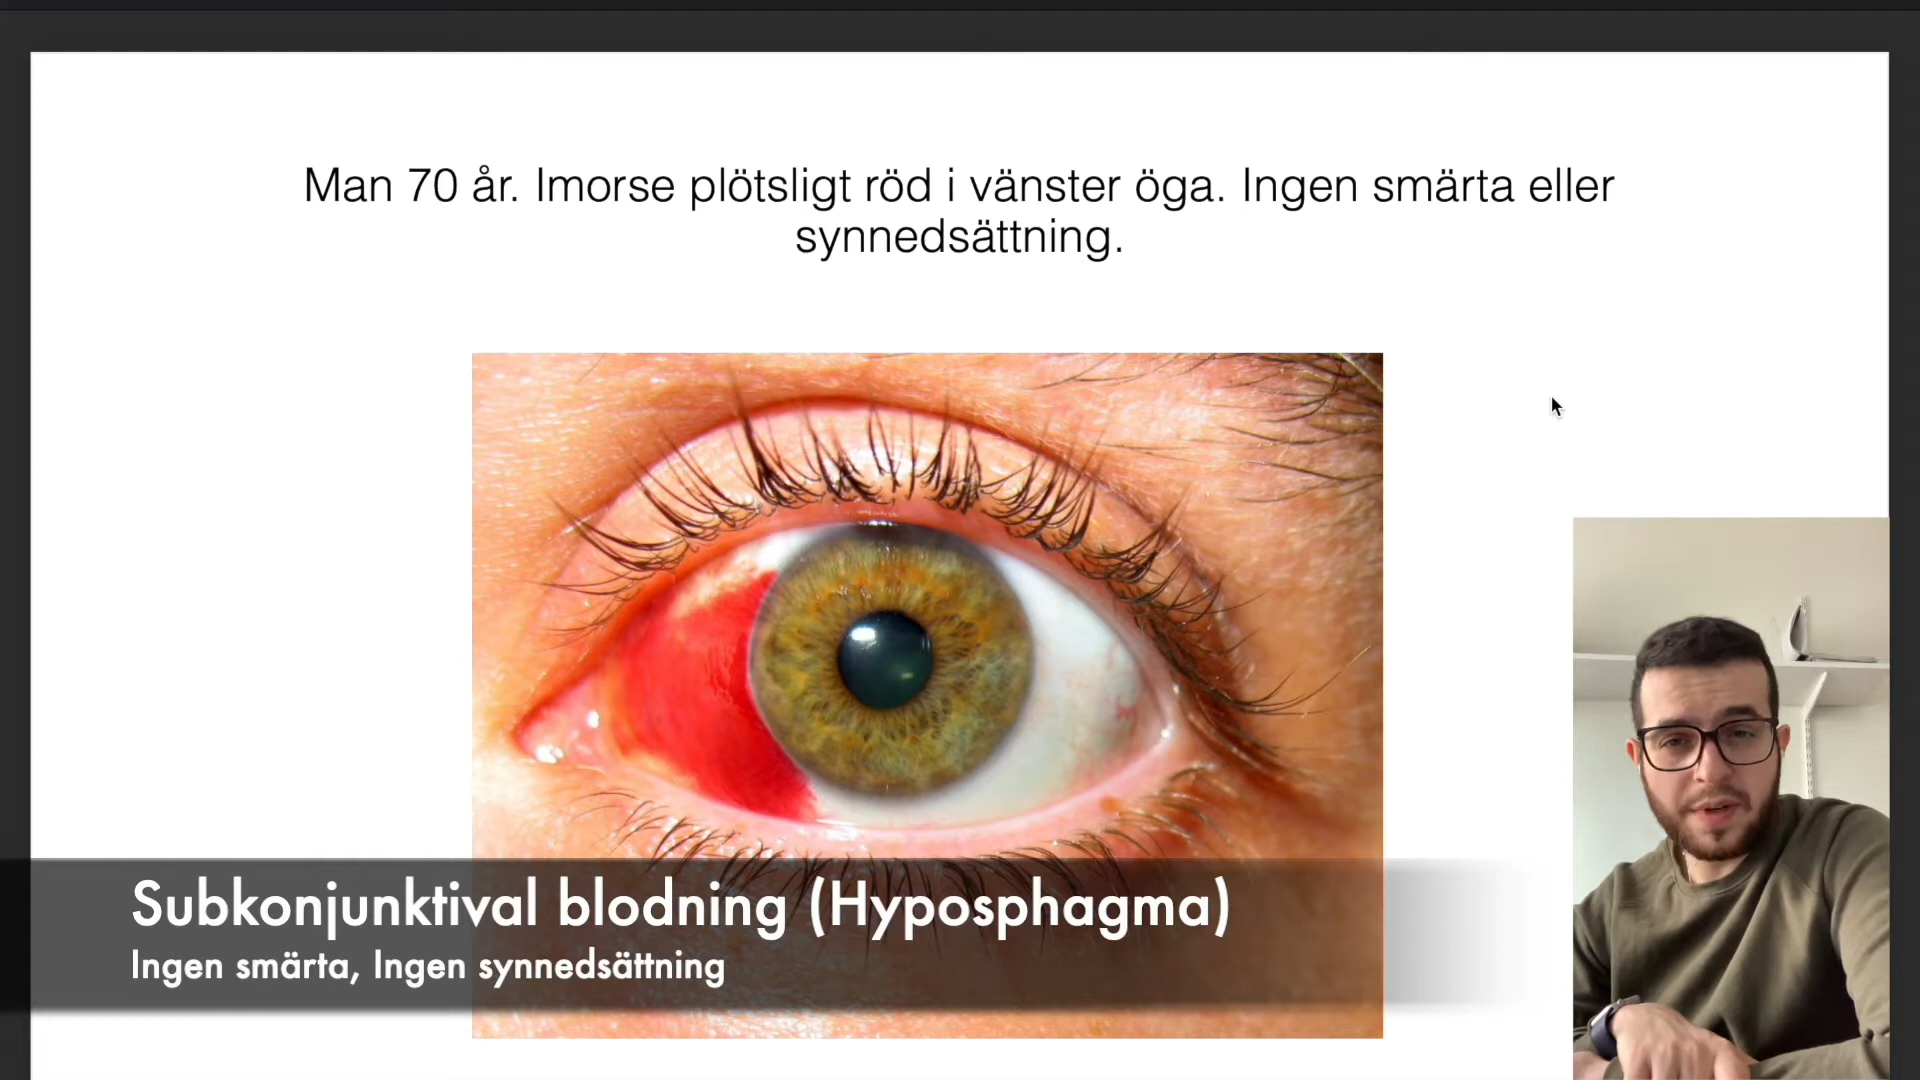 Man 70 år. Imorse plötsligt röd i vänster öga. Ingen smärta eller
synnedsättning.
Subkonjunktival blodning (Hyposphagma)
Ingen smärta, Ingen synnedsättning